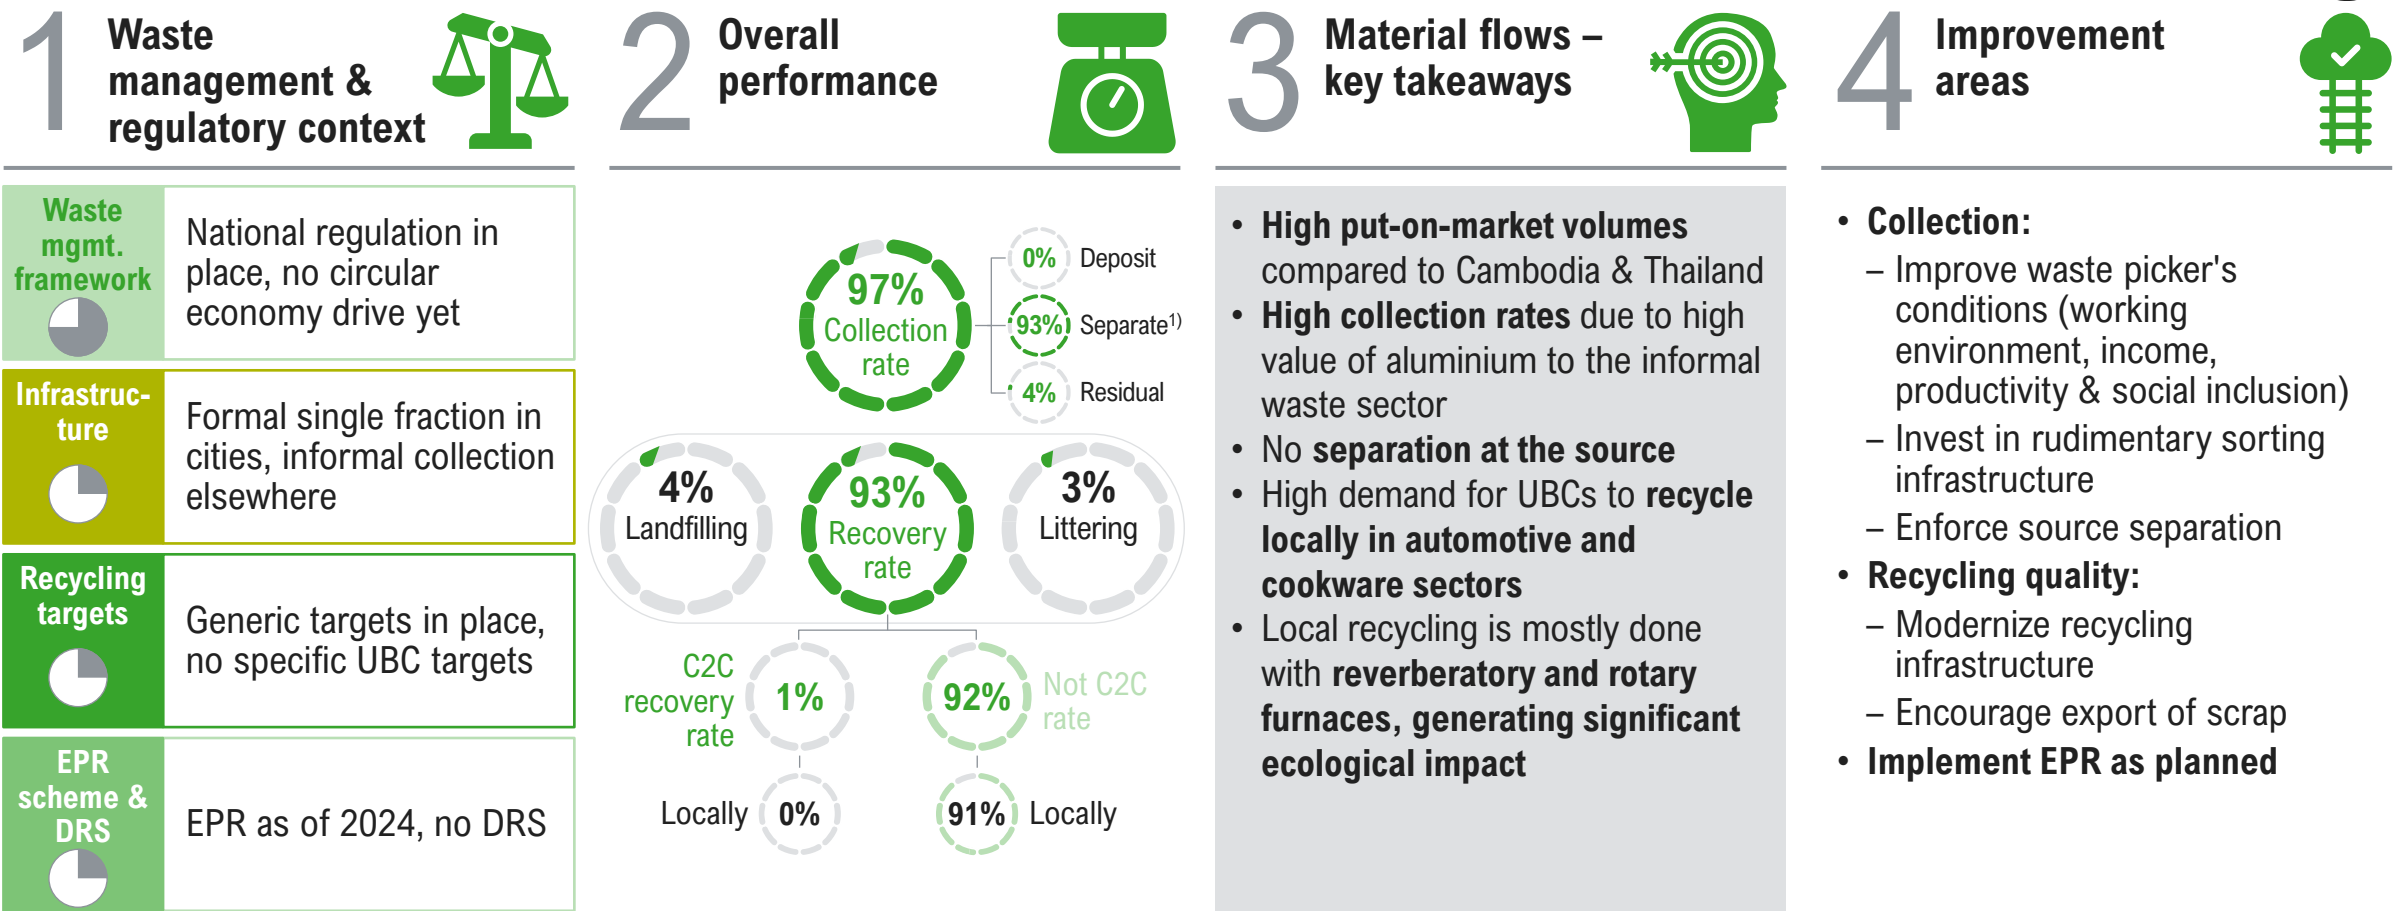 1
Waste
management &
regulatory context
2
Overall
performance
3
Material flows –
key takeaways
4
Improvement
areas
Waste
mgmt.
framework
National regulation in
place, no circular
economy drive yet
Infrastruc-
ture
Formal single fraction in
cities, informal collection
elsewhere
Recycling
targets
Generic targets in place,
no specific UBC targets
EPR
scheme &
DRS
EPR as of 2024, no DRS
97%
Collection
rate
0% Deposit
93% Separate1)
4% Residual
4%
Landfilling
93%
Recovery
rate
3%
Littering
C2C
recovery
rate
1%
92%
Not C2C
rate
Locally 0%
91% Locally
• High put-on-market volumes
compared to Cambodia & Thailand
• High collection rates due to high
value of aluminium to the informal
waste sector
• No separation at the source
• High demand for UBCs to recycle
locally in automotive and
cookware sectors
• Local recycling is mostly done
with reverberatory and rotary
furnaces, generating significant
ecological impact
• Collection:
– Improve waste picker's
conditions (working
environment, income,
productivity & social inclusion)
– Invest in rudimentary sorting
infrastructure
– Enforce source separation
• Recycling quality:
– Modernize recycling
infrastructure
– Encourage export of scrap
• Implement EPR as planned